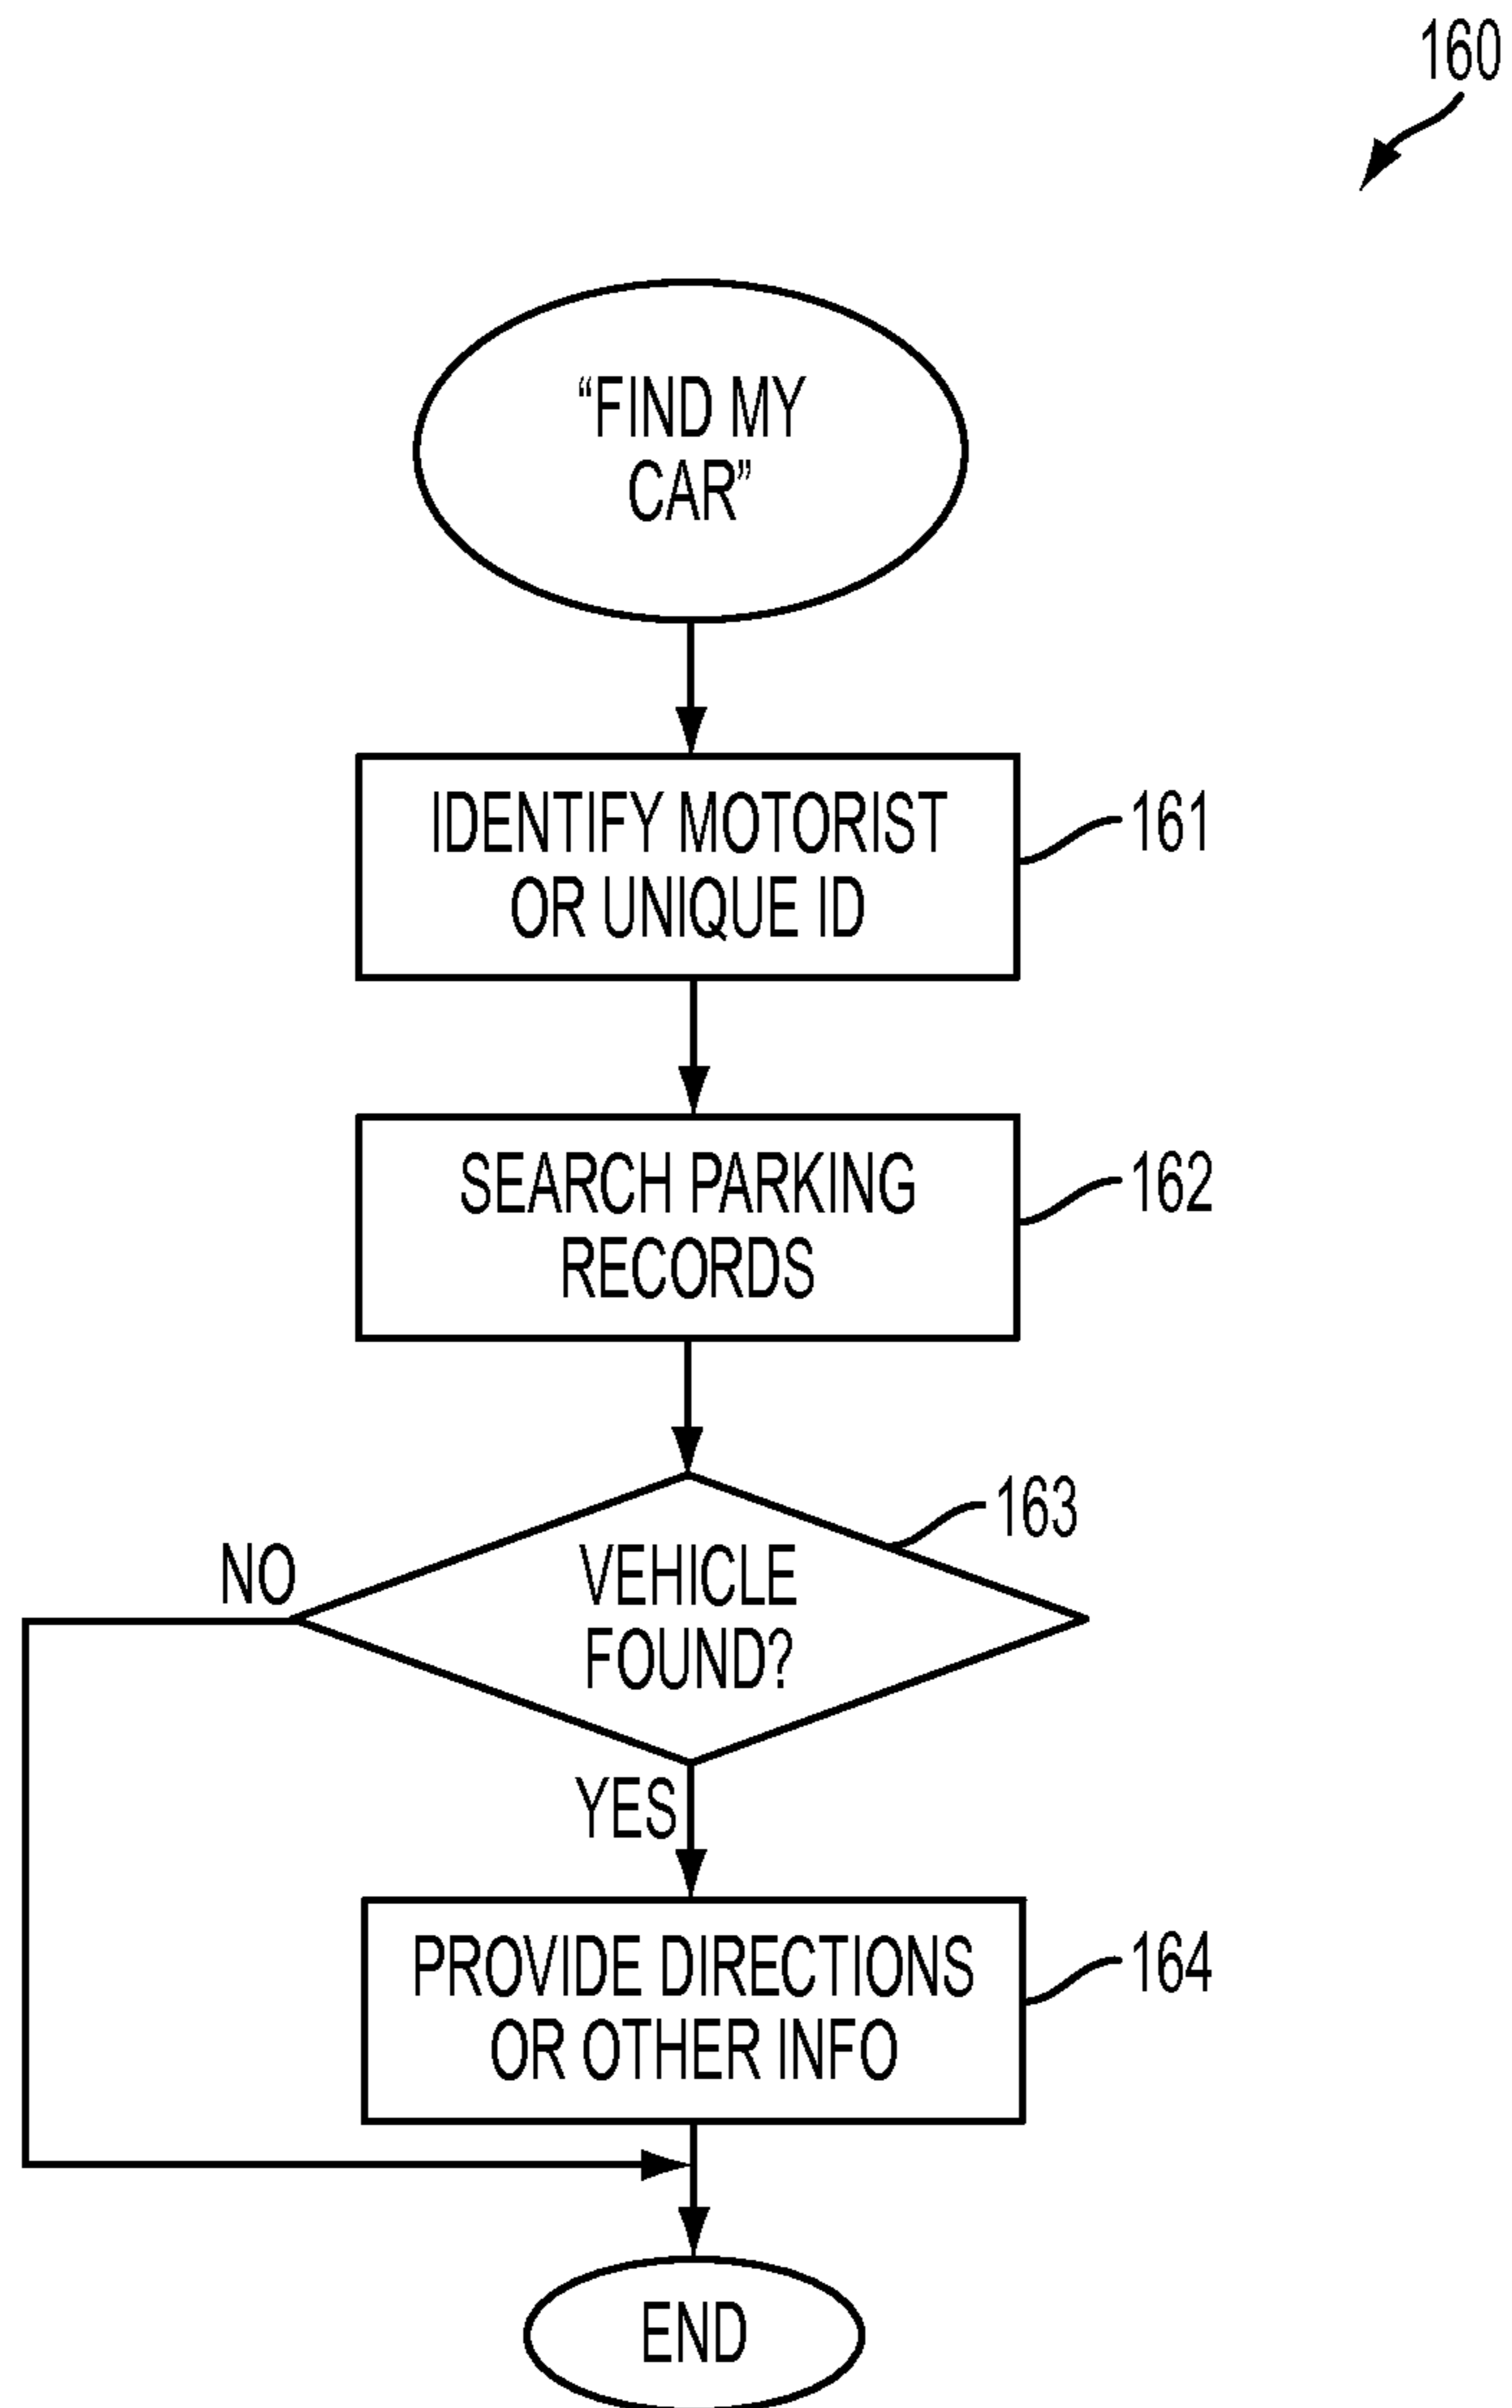 160
“FIND MY
CAR”
IDENTIFY MOTORIST
OR UNIQUE ID
161
SEARCH PARKING
RECORDS
162
163
NO
VEHICLE
FOUND?
YES
PROVIDE DIRECTIONS
OR OTHER INFO
164
END